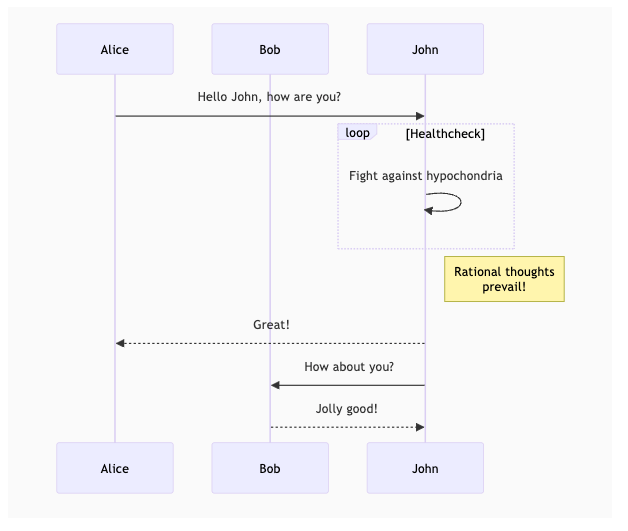 Alice
Bob
John
Hello John, how are you?
loop
[Healthcheck]
Fight against hypochondria
Rational thoughts
prevail!
Great!
How about you?
Jolly good!
Alice
Bob
John